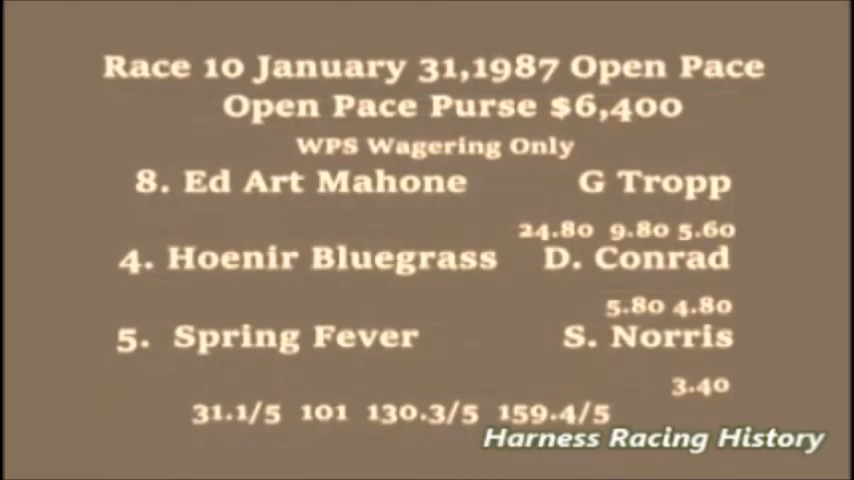 Race 10 January 31,1987 Open Pace
Open Pace Purse $6,400
WPS Wagering Only
8. Ed Art Mahone G Tropp
24.80 9.80 5.60
4. Hoenir Bluegrass D. Conrad
5.80 4.80
5. Spring Fever S. Norris
3.40
31.1/5 101 130.3/5 159.4/5
Harness Racing History